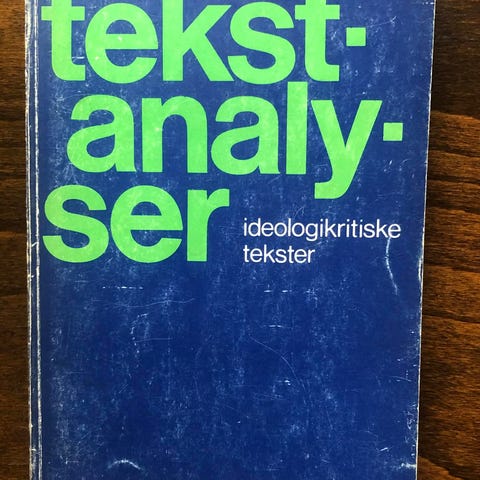 tekst·
analy·
ser
ideologikritiske
tekster